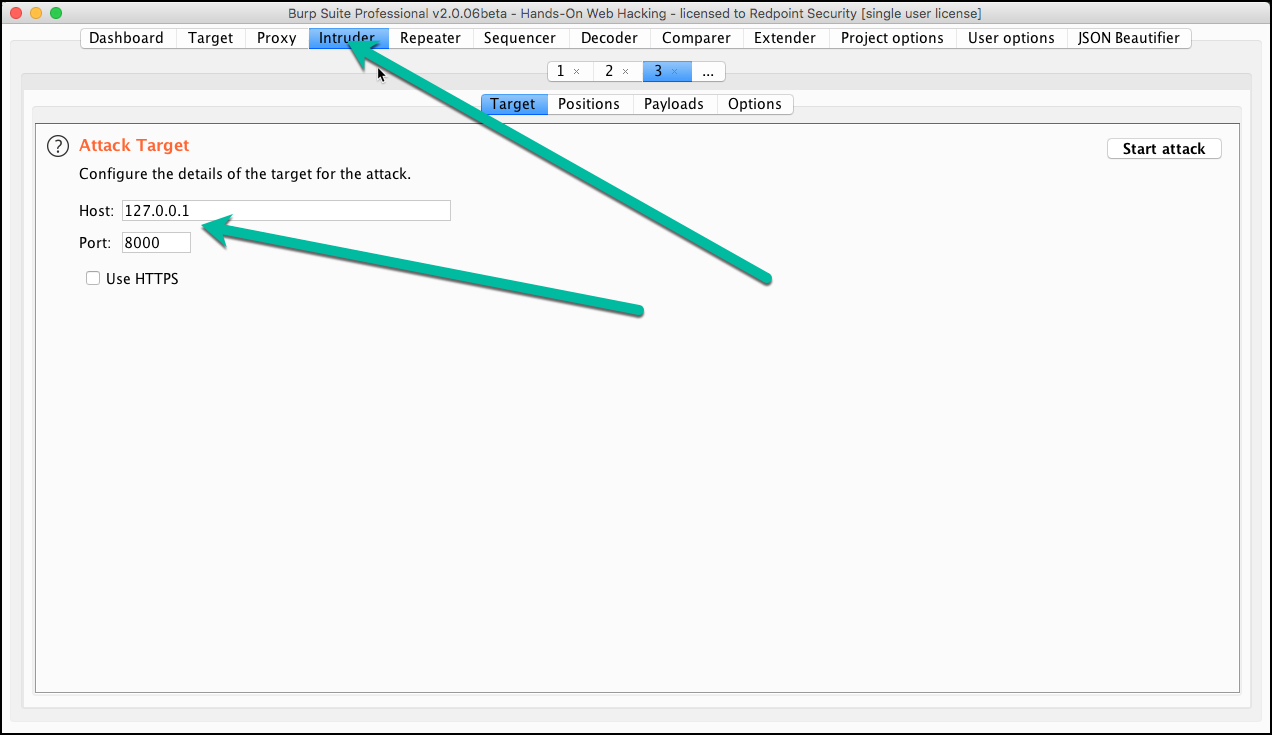 Burp Suite Professional v2.0.06beta - Hands-On Web Hacking - licensed to Redpoint Security [single user license]
Dashboard Target Proxy Intruder Repeater Sequencer Decoder Comparer Extender Project options User options JSON Beautifier
1 × 2 × 3 × ...
Target Positions Payloads Options
? Attack Target Start attack
Configure the details of the target for the attack.
Host: 127.0.0.1
Port: 8000
Use HTTPS